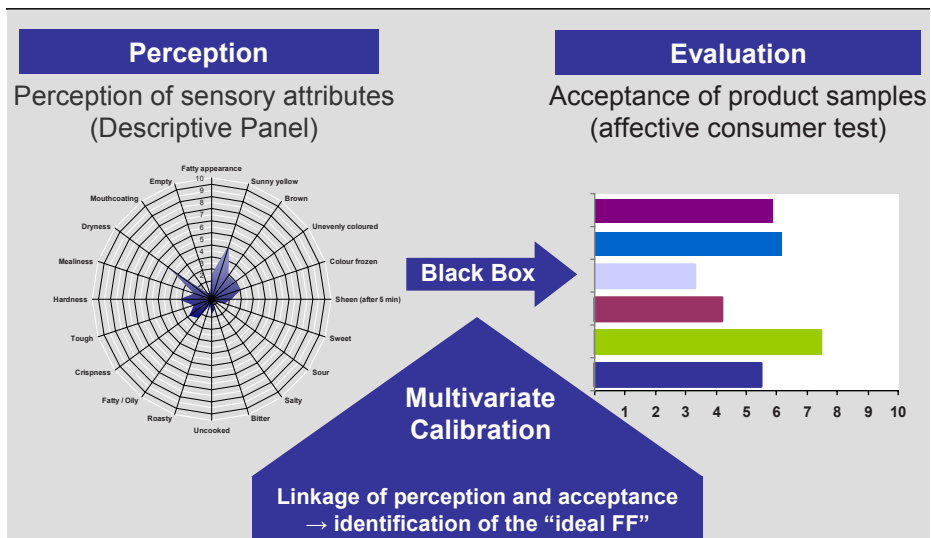 Perception
Perception of sensory attributes
(Descriptive Panel)
Fatty appearance
Sunny yellow
Brown
Unevenly coloured
Colour frozen
Sheen (after 5 min)
Sweet
Sour
Salty
Bitter
Uncooked
Roasty
Fatty / Oily
Crispness
Tough
Hardness
Mealiness
Dryness
Mouthcoating
Empty
10
9
8
7
6
5
4
3
2
Black Box
Evaluation
Acceptance of product samples
(affective consumer test)
1 2 3 4 5 6 7 8 9 10
Multivariate
Calibration
Linkage of perception and acceptance
→ identification of the “ideal FF”